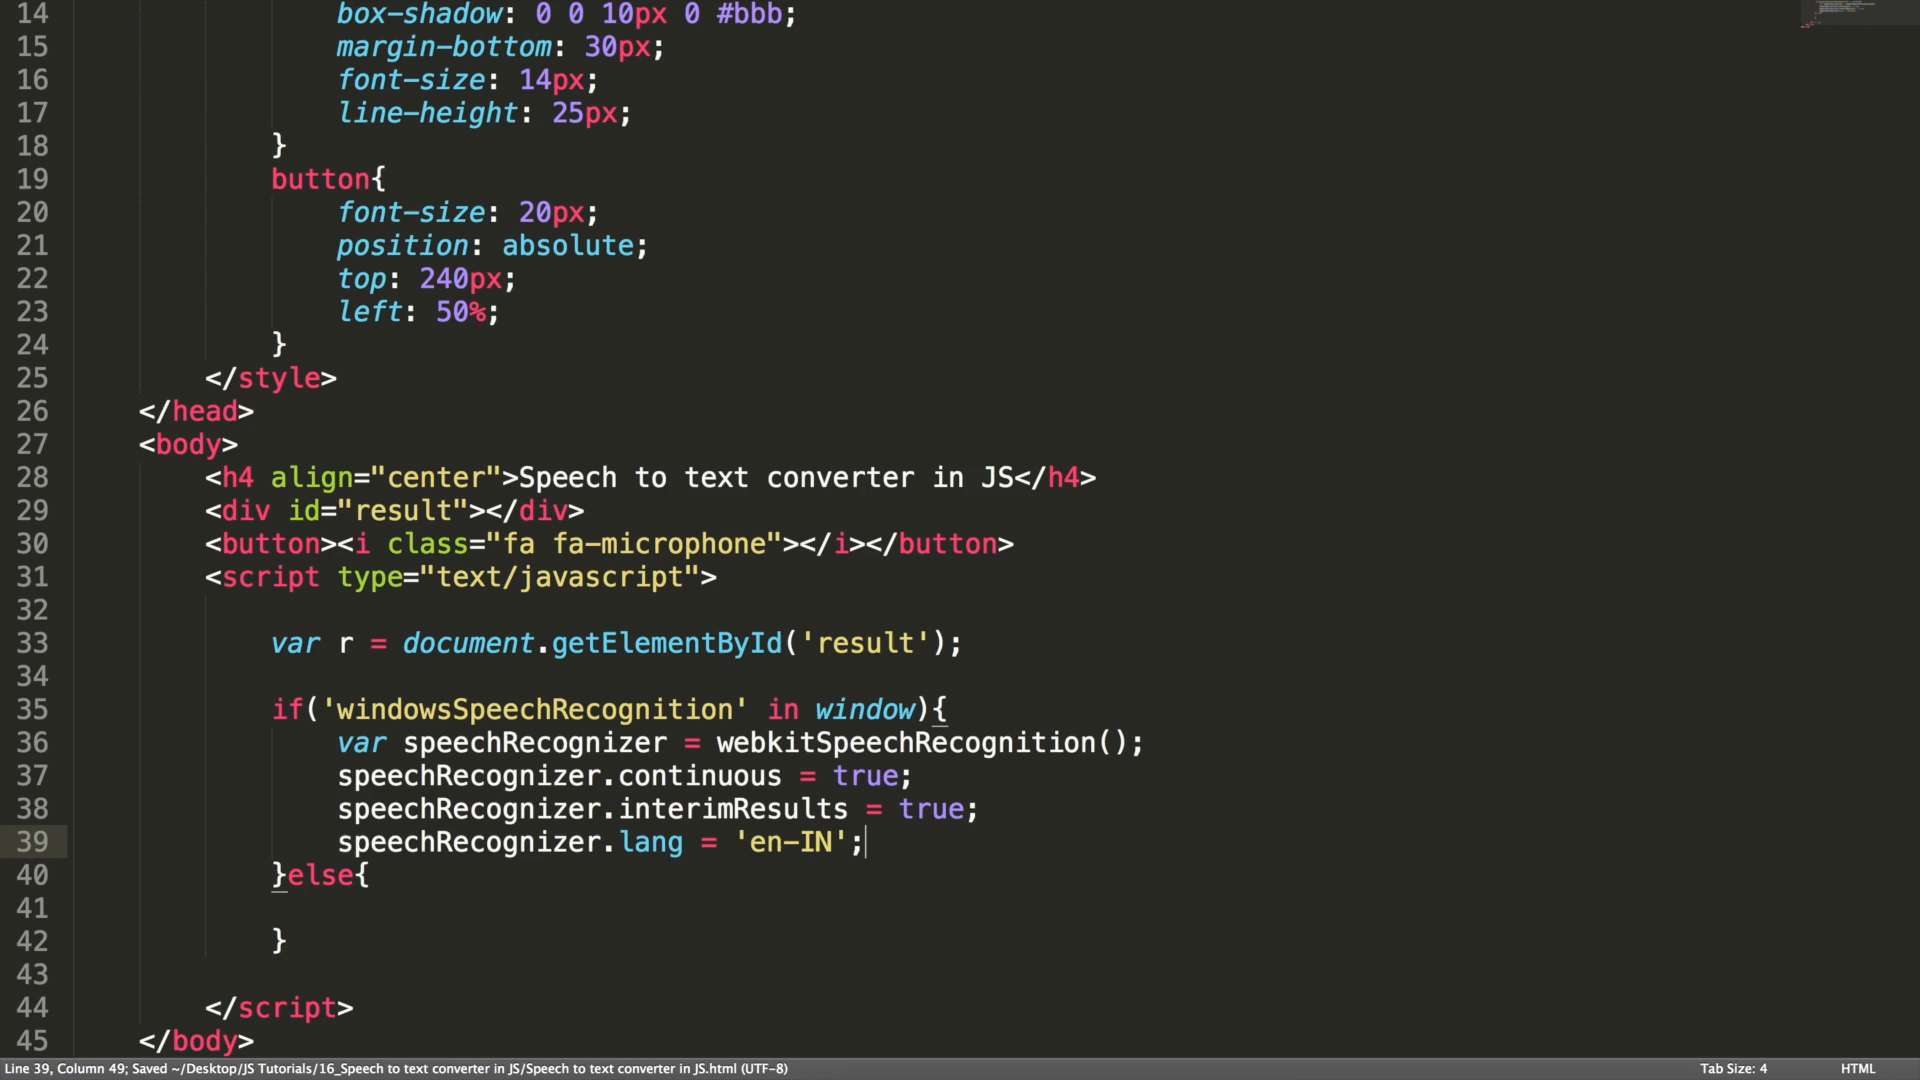 14 box-shadow: 0 0 10px 0 #bbb;
15 margin-bottom: 30px;
16 font-size: 14px;
17 line-height: 25px;
18 }
19 button{
20 font-size: 20px;
21 position: absolute;
22 top: 240px;
23 left: 50%;
24 }
25 </style>
26 </head>
27 <body>
28 <h4 align="center">Speech to text converter in JS</h4>
29 <div id="result"></div>
30 <button><i class="fa fa-microphone"></i></button>
31 <script type="text/javascript">
32
33 var r = document.getElementById('result');
34
35 if('windowsSpeechRecognition' in window){
36 var speechRecognizer = webkitSpeechRecognition();
37 speechRecognizer.continuous = true;
38 speechRecognizer.interimResults = true;
39 speechRecognizer.lang = 'en-IN';
40 }else{
41
42 }
43
44 </script>
45 </body>
Line 39, Column 49; Saved ~/Desktop/JS Tutorials/16_Speech to text converter in JS/Speech to text converter in JS.html (UTF-8) Tab Size: 4 HTML